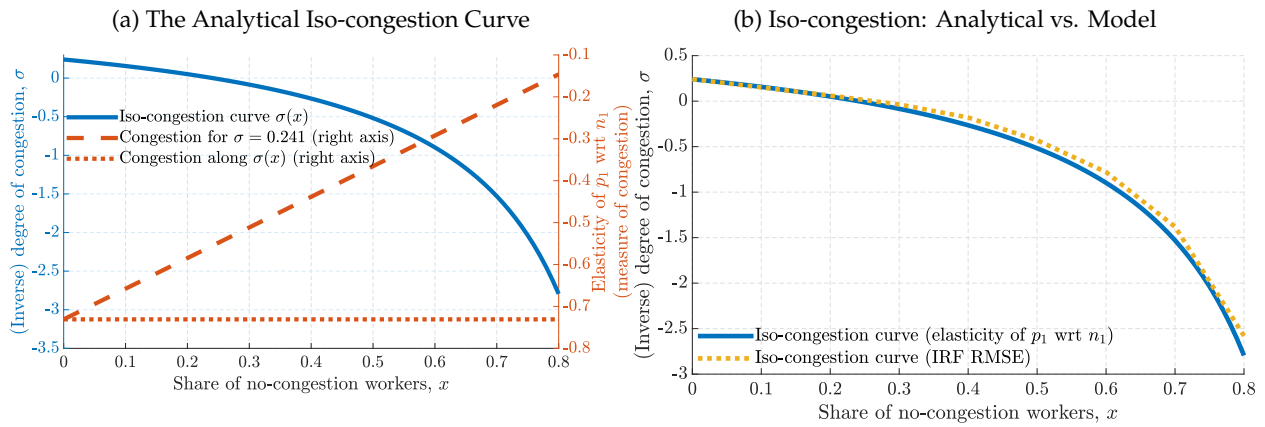 (a) The Analytical Iso-congestion Curve
(Inverse) degree of congestion, σ
0
-0.5
-1
-1.5
-2
-2.5
-3
-3.5
Iso-congestion curve σ(x)
Congestion for σ = 0.241 (right axis)
Congestion along σ(x) (right axis)
-0.1
-0.2
-0.3
-0.4
-0.5
-0.6
-0.7
-0.8
Elasticity of p₁ wrt n₁
(measure of congestion)
0 0.1 0.2 0.3 0.4 0.5 0.6 0.7 0.8
Share of no-congestion workers, x
(b) Iso-congestion: Analytical vs. Model
(Inverse) degree of congestion, σ
0.5
0
-0.5
-1
-1.5
-2
-2.5
-3
Iso-congestion curve (elasticity of p₁ wrt n₁)
Iso-congestion curve (IRF RMSE)
0 0.1 0.2 0.3 0.4 0.5 0.6 0.7 0.8
Share of no-congestion workers, x